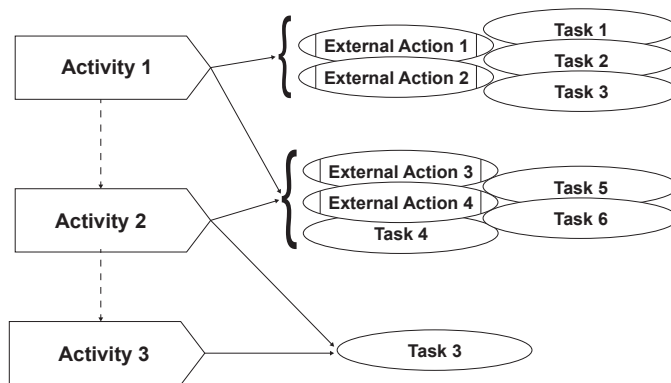 Activity 1
External Action 1
External Action 2
Task 1
Task 2
Task 3
Activity 2
External Action 3
External Action 4
Task 4
Task 5
Task 6
Activity 3
Task 3